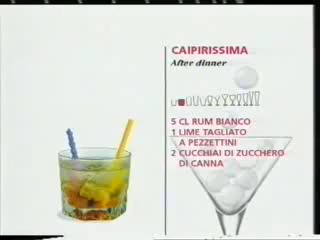 CAIPIRISSIMA
After dinner
5 CL RUM BIANCO
1 LIME TAGLIATO
A PEZZETTINI
2 CUCCHIAI DI ZUCCHERO
DI CANNA